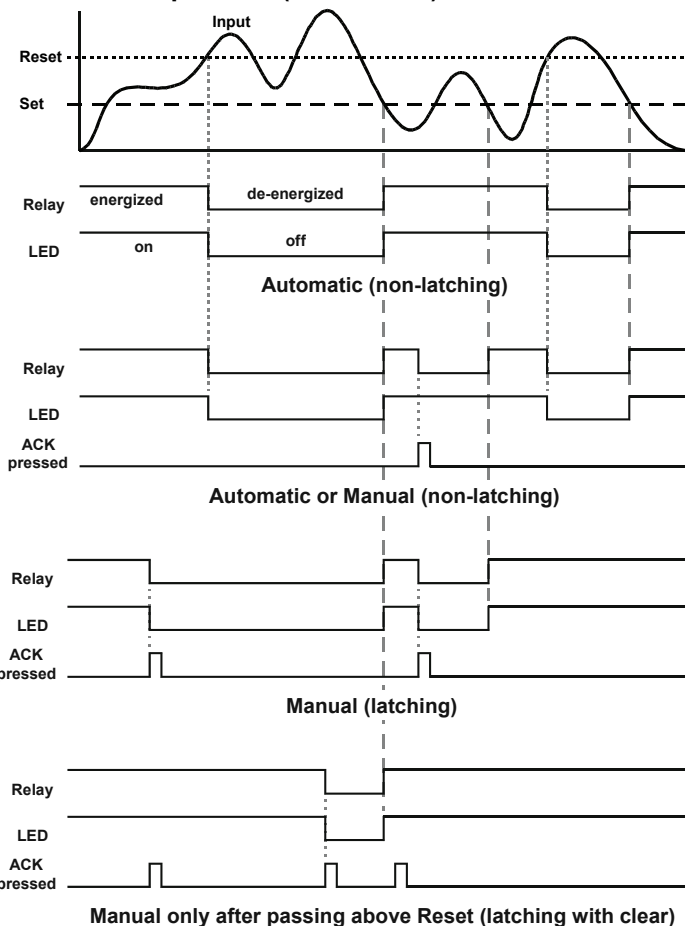 Input
Reset
Set
Relay
energized
de-energized
LED
on
off
Automatic (non-latching)
Relay
LED
ACK
pressed
Automatic or Manual (non-latching)
Relay
LED
ACK
pressed
Manual (latching)
Relay
LED
ACK
pressed
Manual only after passing above Reset (latching with clear)